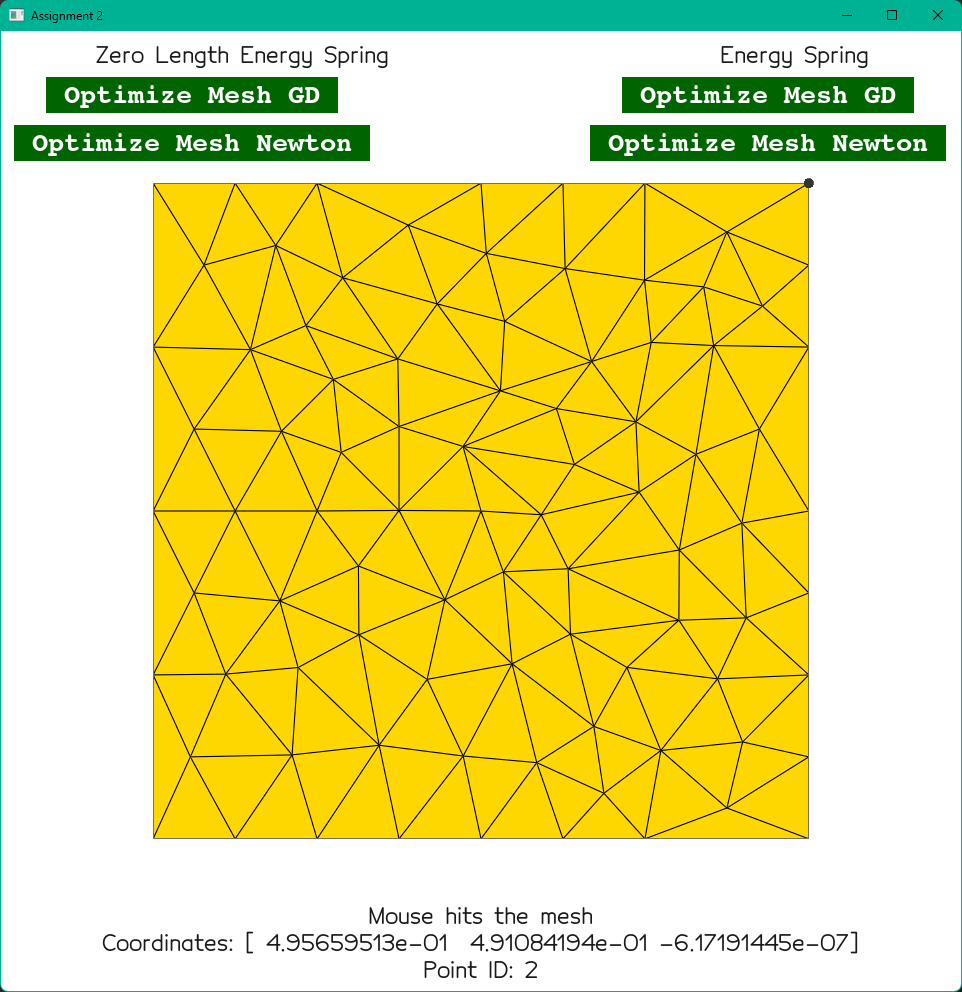 Assignment 2
Zero Length Energy Spring
Energy Spring
Optimize Mesh GD
Optimize Mesh GD
Optimize Mesh Newton
Optimize Mesh Newton
Mouse hits the mesh
Coordinates: [ 4.95659513e-01 4.91084194e-01 -6.17191445e-07]
Point ID: 2